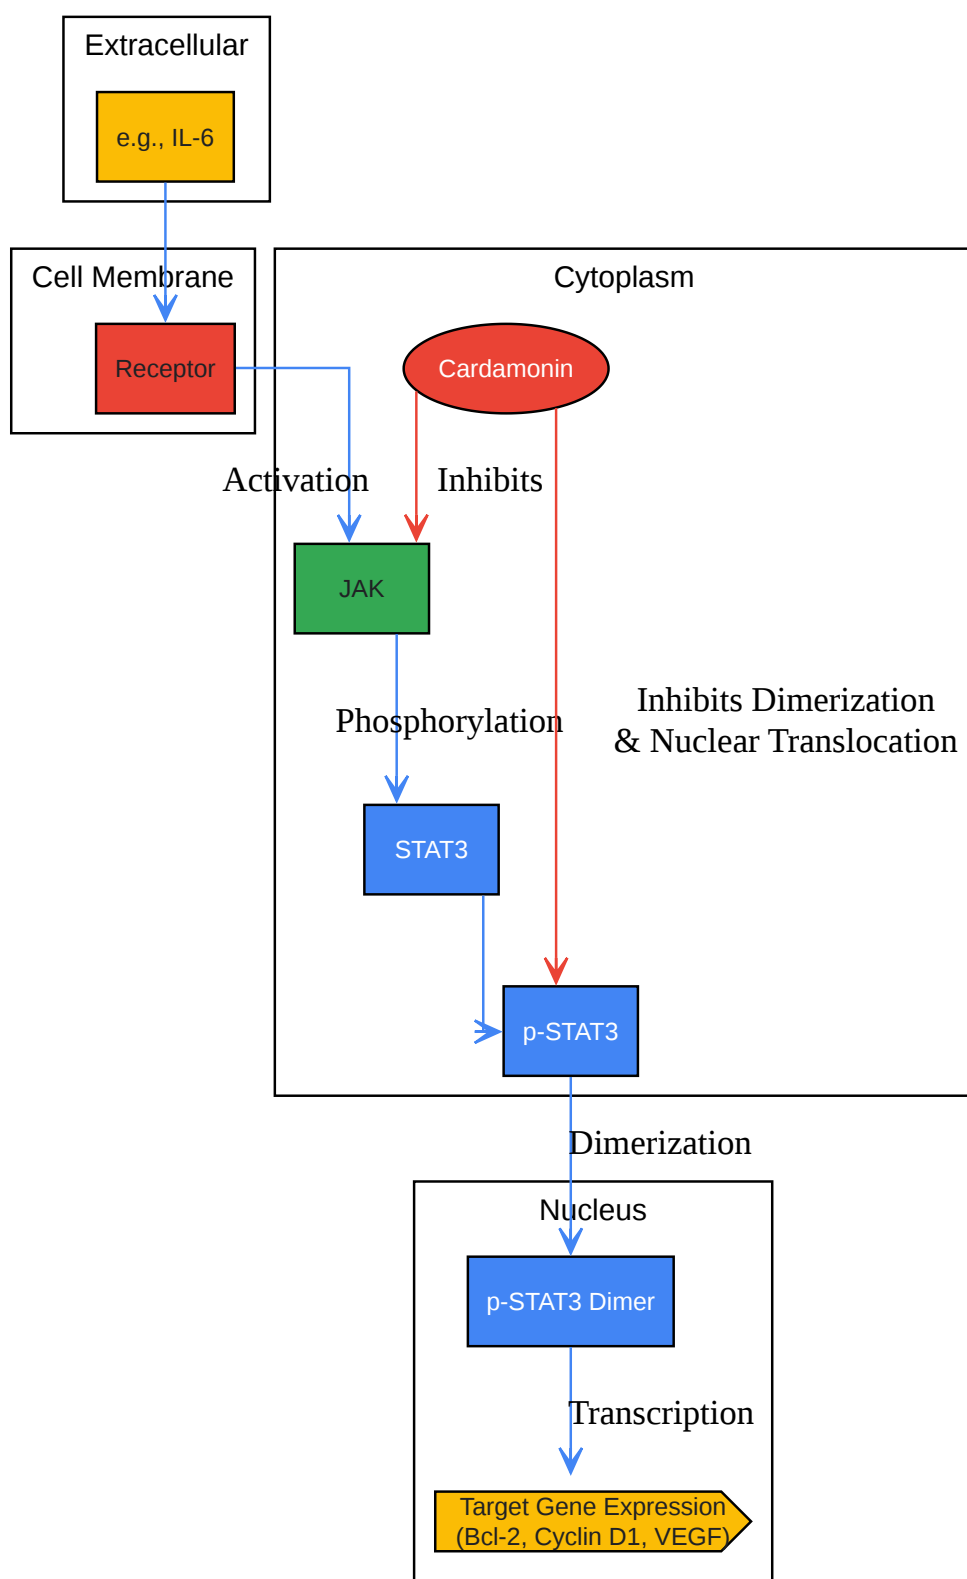 Extracellular
e.g., IL-6
Cell Membrane
Cytoplasm
Receptor
Cardamonin
Activation
Inhibits
JAK
Inhibits Dimerization
& Nuclear Translocation
Phosphorylation
STAT3
p-STAT3
Dimerization
Nucleus
p-STAT3 Dimer
Transcription
Target Gene Expression
(Bcl-2, Cyclin D1, VEGF)